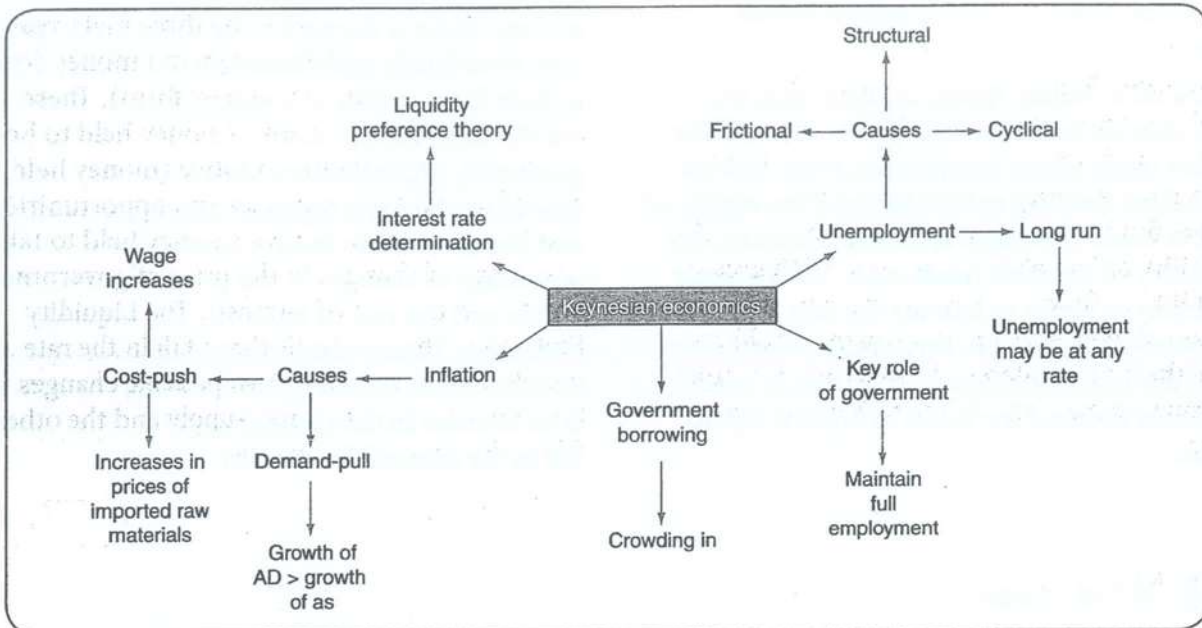 Structural
Frictional
Causes
Cyclical
Liquidity
preference theory
Interest rate
determination
Unemployment
Long run
Wage
increases
Keynesian economics
Unemployment
may be at any
rate
Cost-push
Causes
Inflation
Key role
of government
Government
borrowing
Increases in
prices of
imported raw
materials
Demand-pull
Maintain
full
employment
Crowding in
Growth of
AD > growth
of as